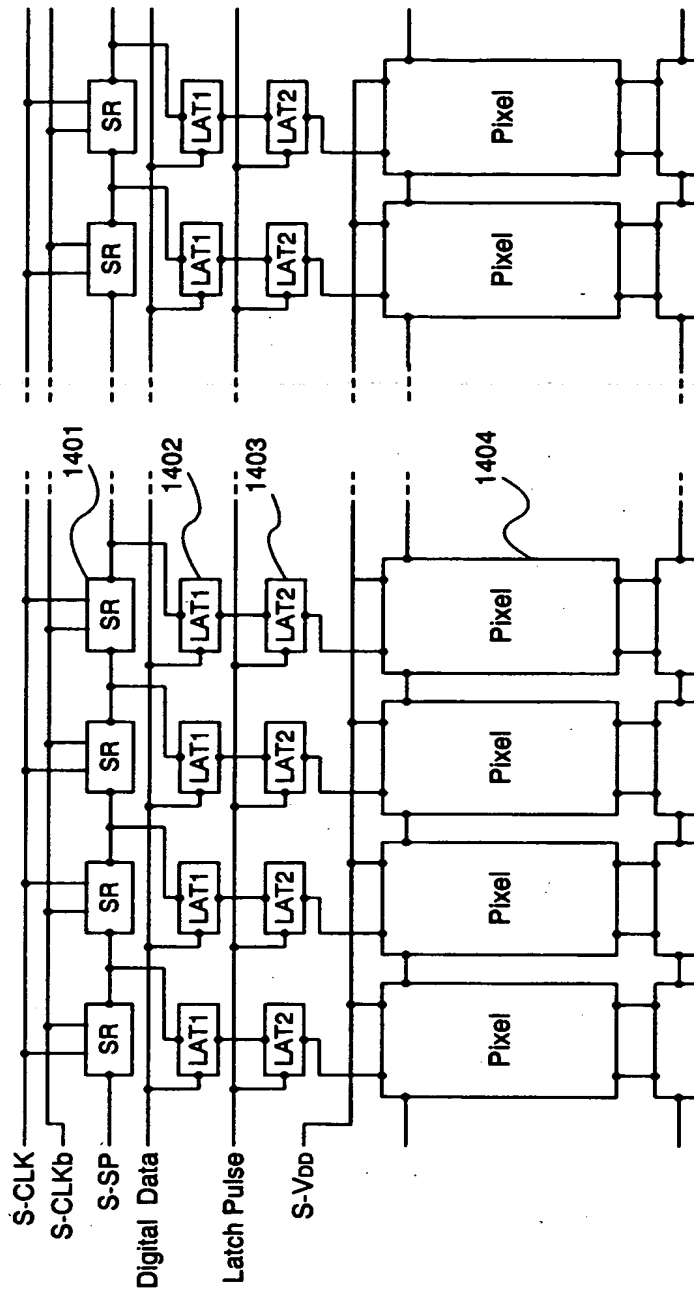 S-CLK
S-CLKb
1401
S-SP
SR
SR
SR
SR
SR
SR
Digital Data
1402
LAT1
LAT1
LAT1
LAT1
LAT1
LAT1
Latch Pulse
1403
LAT2
LAT2
LAT2
LAT2
LAT2
LAT2
S-VDD
1404
Pixel
Pixel
Pixel
Pixel
Pixel
Pixel